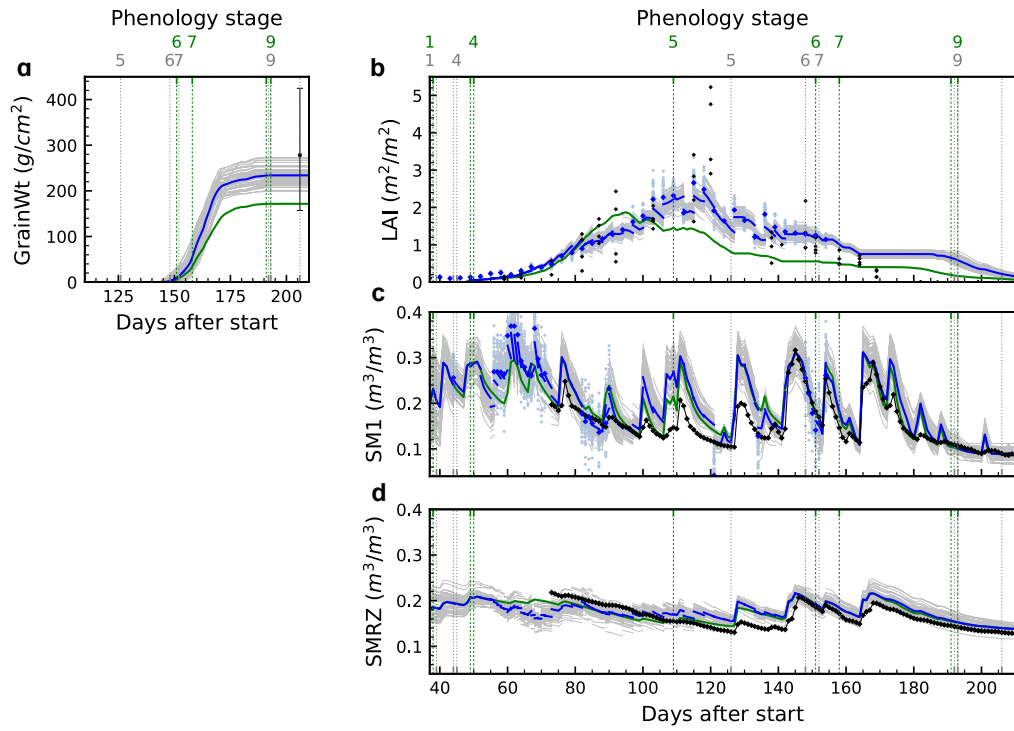 Phenology stage
6 7 9
5 67 9
a
GrainWt (g/cm²)
400
300
200
100
0
125 150 175 200
Days after start
Phenology stage
1 4 5 6 7 9
1 4 5 6 7 9
b
LAI (m²/m²)
5
4
3
2
1
0
c
SM1 (m³/m³)
0.4
0.3
0.2
0.1
d
SMRZ (m³/m³)
0.4
0.3
0.2
0.1
40 60 80 100 120 140 160 180 200
Days after start